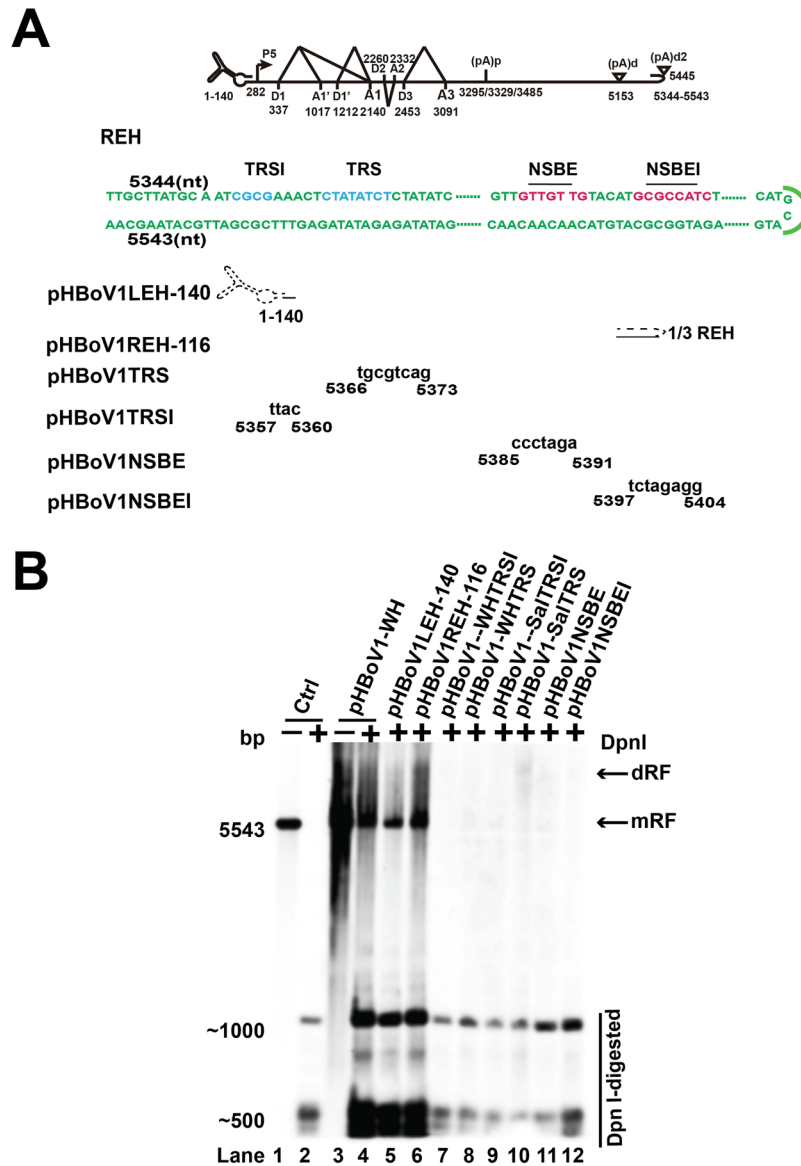 A
P5
2260 2332
D2 A2
(pA)p
(pA)d
(pA)d2
5445
1-140
282
D1
337
A1'
1017
D1'
1212
A1
2140
D3
2453
A3
3091
3295/3329/3485
5153
5344-5543
REH
5344(nt)
TRSI
TRS
NSBE
NSBEI
TTGCTTATGC A ATCGCGAAACTCTATATCTCTATATC······· GTTGTTGT TGTACATGCGCCATCT······· CATG
C
AACGAATACGTTAGCGCTTTGAGATATAGAGATATAG······· CAACAACAACATGTACGCGGTAGA······· GTA
5543(nt)
pHBoV1LEH-140
1-140
pHBoV1REH-116
1/3 REH
pHBoV1TRS
tgcgtcag
5366 5373
pHBoV1TRSI
ttac
5357 5360
pHBoV1NSBE
ccctaga
5385 5391
pHBoV1NSBEI
tctagagg
5397 5404
B
Ctrl
pHBoV1-WH
pHBoV1LEH-140
pHBoV1REH-116
pHBoV1--WHTRSI
pHBoV1-WHTRS
pHBoV1--SalTRSI
pHBoV1-SalTRS
pHBoV1NSBE
pHBoV1NSBEI
bp
− + − + + + + + + + + +
DpnI
dRF
5543
mRF
~1000
~500
Dpn I-digested
Lane 1 2 3 4 5 6 7 8 9 10 11 12